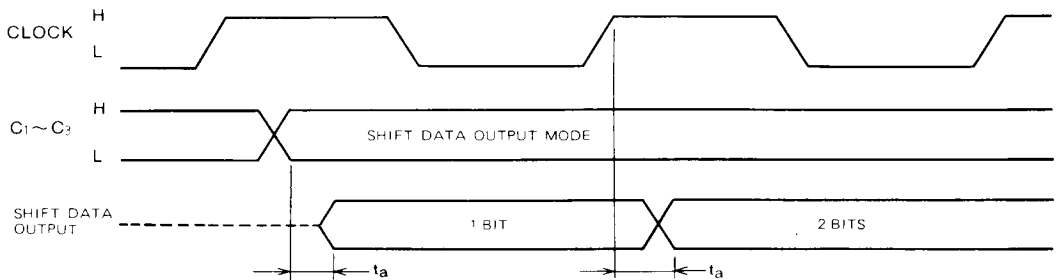 H
CLOCK
L
H
C₁～C₃
L
SHIFT DATA OUTPUT MODE
SHIFT DATA
OUTPUT
1 BIT
2 BITS
tₐ
tₐ